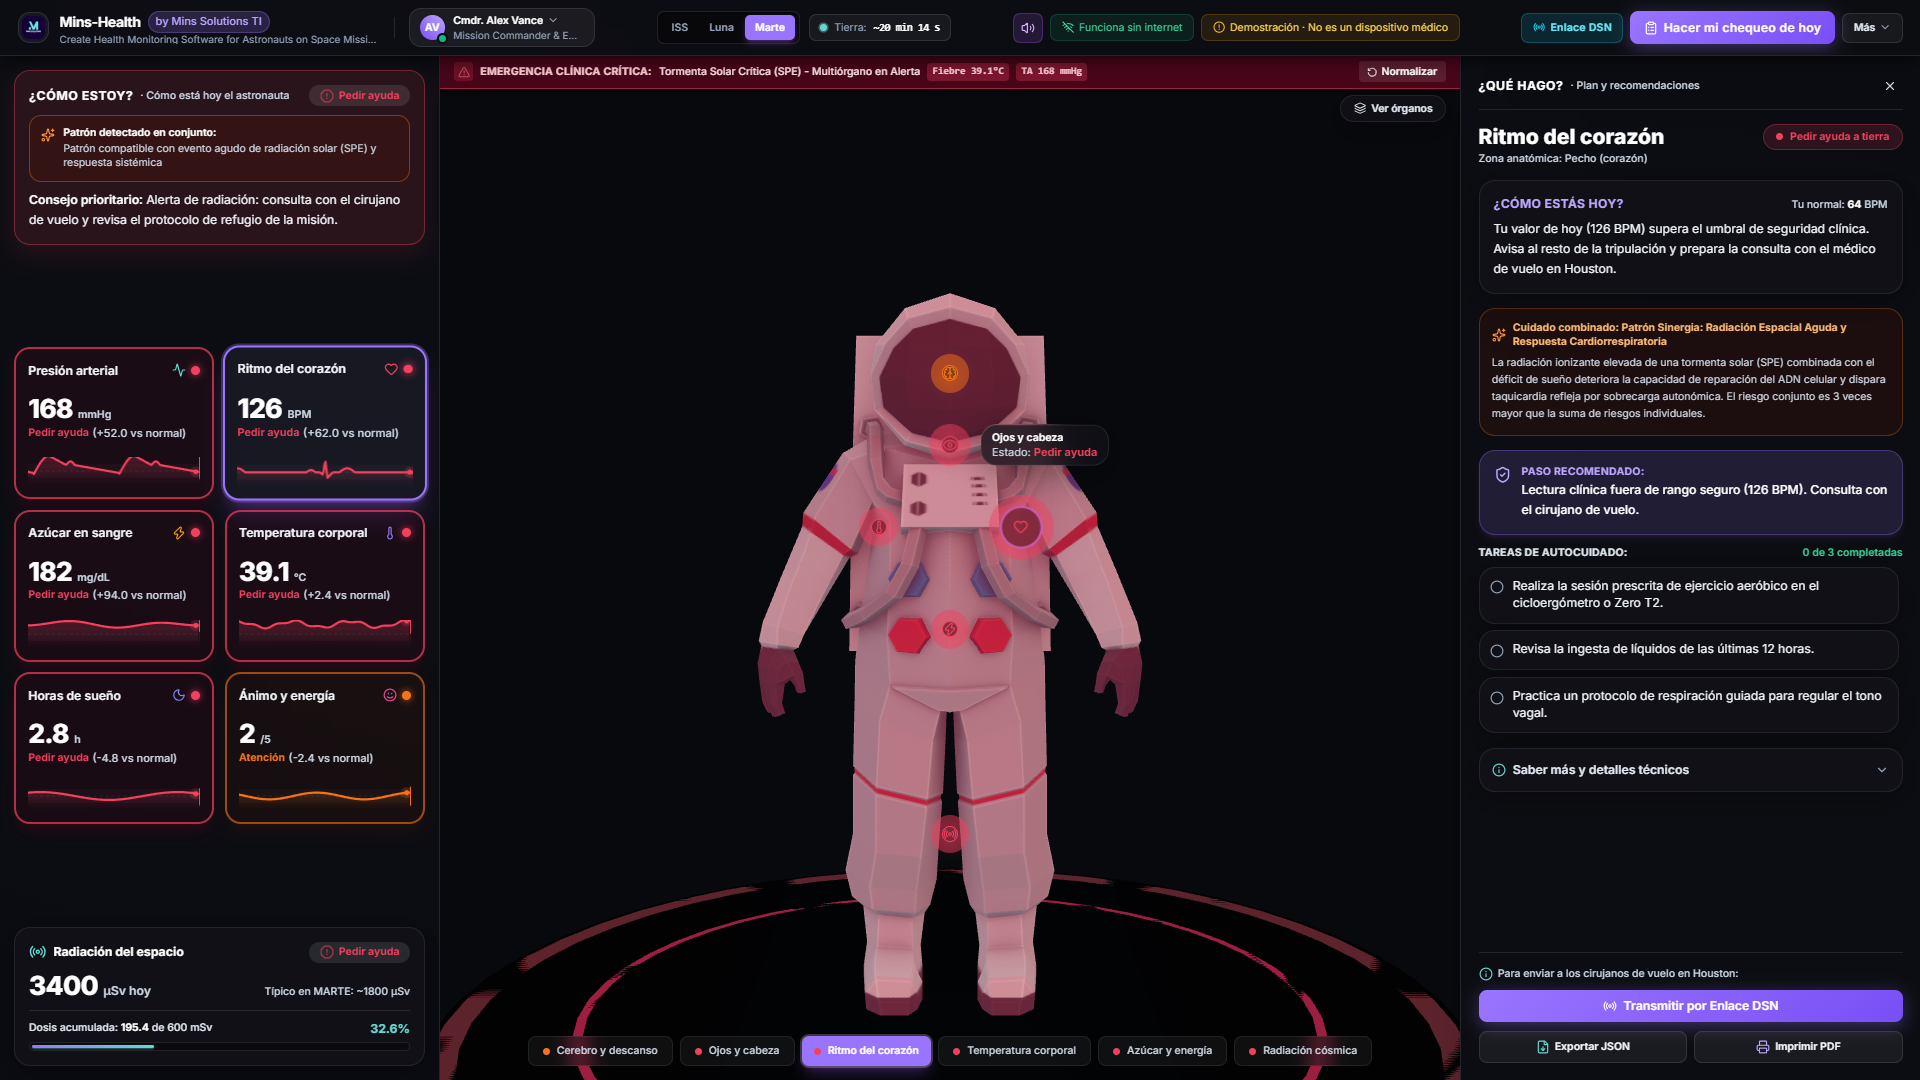 Mins-Health by Mins Solutions TI
Create Health Monitoring Software for Astronauts on Space Missi...
AV
Cmdr. Alex Vance
Mission Commander & E...
ISS Luna Marte
Tierra: ~20 min 14 s
Funciona sin internet
Demostración · No es un dispositivo médico
Enlace DSN
Hacer mi chequeo de hoy
Más
¿CÓMO ESTOY? · Cómo está hoy el astronauta
Pedir ayuda
Patrón detectado en conjunto:
Patrón compatible con evento agudo de radiación solar (SPE) y
respuesta sistémica
Consejo prioritario: Alerta de radiación: consulta con el cirujano
de vuelo y revisa el protocolo de refugio de la misión.
Presión arterial
168 mmHg
Pedir ayuda (+52.0 vs normal)
Ritmo del corazón
126 BPM
Pedir ayuda (+62.0 vs normal)
Azúcar en sangre
182 mg/dL
Pedir ayuda (+94.0 vs normal)
Temperatura corporal
39.1 °C
Pedir ayuda (+2.4 vs normal)
Horas de sueño
2.8 h
Pedir ayuda (-4.8 vs normal)
Ánimo y energía
2 /5
Atención (-2.4 vs normal)
Radiación del espacio
Pedir ayuda
3400 µSv hoy
Típico en MARTE: ~1800 µSv
Dosis acumulada: 195.4 de 600 mSv
32.6%
EMERGENCIA CLÍNICA CRÍTICA: Tormenta Solar Crítica (SPE) - Multiórgano en Alerta
Fiebre 39.1°C
TA 168 mmHg
Normalizar
Ver órganos
Ojos y cabeza
Estado: Pedir ayuda
Cerebro y descanso
Ojos y cabeza
Ritmo del corazón
Temperatura corporal
Azúcar y energía
Radiación cósmica
¿QUÉ HAGO? · Plan y recomendaciones
Ritmo del corazón
Pedir ayuda a tierra
Zona anatómica: Pecho (corazón)
¿CÓMO ESTÁS HOY?
Tu normal: 64 BPM
Tu valor de hoy (126 BPM) supera el umbral de seguridad clínica.
Avisa al resto de la tripulación y prepara la consulta con el médico
de vuelo en Houston.
Cuidado combinado: Patrón Sinergia: Radiación Espacial Aguda y
Respuesta Cardiorrespiratoria
La radiación ionizante elevada de una tormenta solar (SPE) combinada con el
déficit de sueño deteriora la capacidad de reparación del ADN celular y dispara
taquicardia refleja por sobrecarga autonómica. El riesgo conjunto es 3 veces
mayor que la suma de riesgos individuales.
PASO RECOMENDADO:
Lectura clínica fuera de rango seguro (126 BPM). Consulta con
el cirujano de vuelo.
TAREAS DE AUTOCUIDADO:
0 de 3 completadas
Realiza la sesión prescrita de ejercicio aeróbico en el
cicloergómetro o Zero T2.
Revisa la ingesta de líquidos de las últimas 12 horas.
Practica un protocolo de respiración guiada para regular el tono
vagal.
Saber más y detalles técnicos
Para enviar a los cirujanos de vuelo en Houston:
Transmitir por Enlace DSN
Exportar JSON
Imprimir PDF